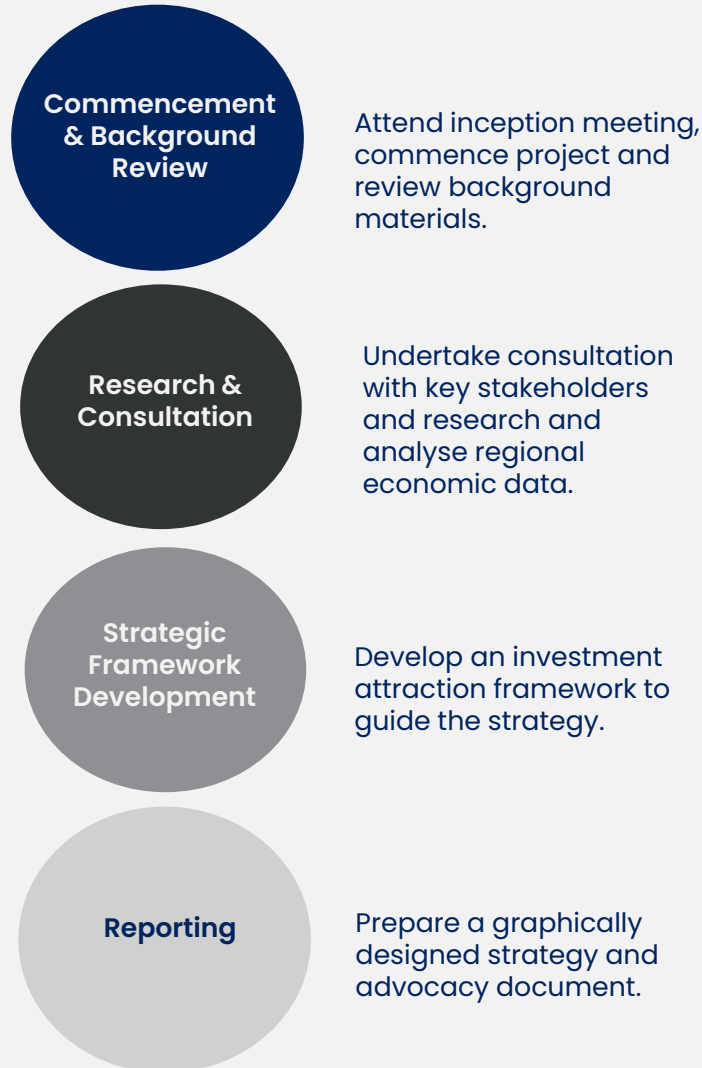 Commencement
& Background
Review
Attend inception meeting,
commence project and
review background
materials.
Research &
Consultation
Undertake consultation
with key stakeholders
and research and
analyse regional
economic data.
Strategic
Framework
Development
Develop an investment
attraction framework to
guide the strategy.
Reporting
Prepare a graphically
designed strategy and
advocacy document.